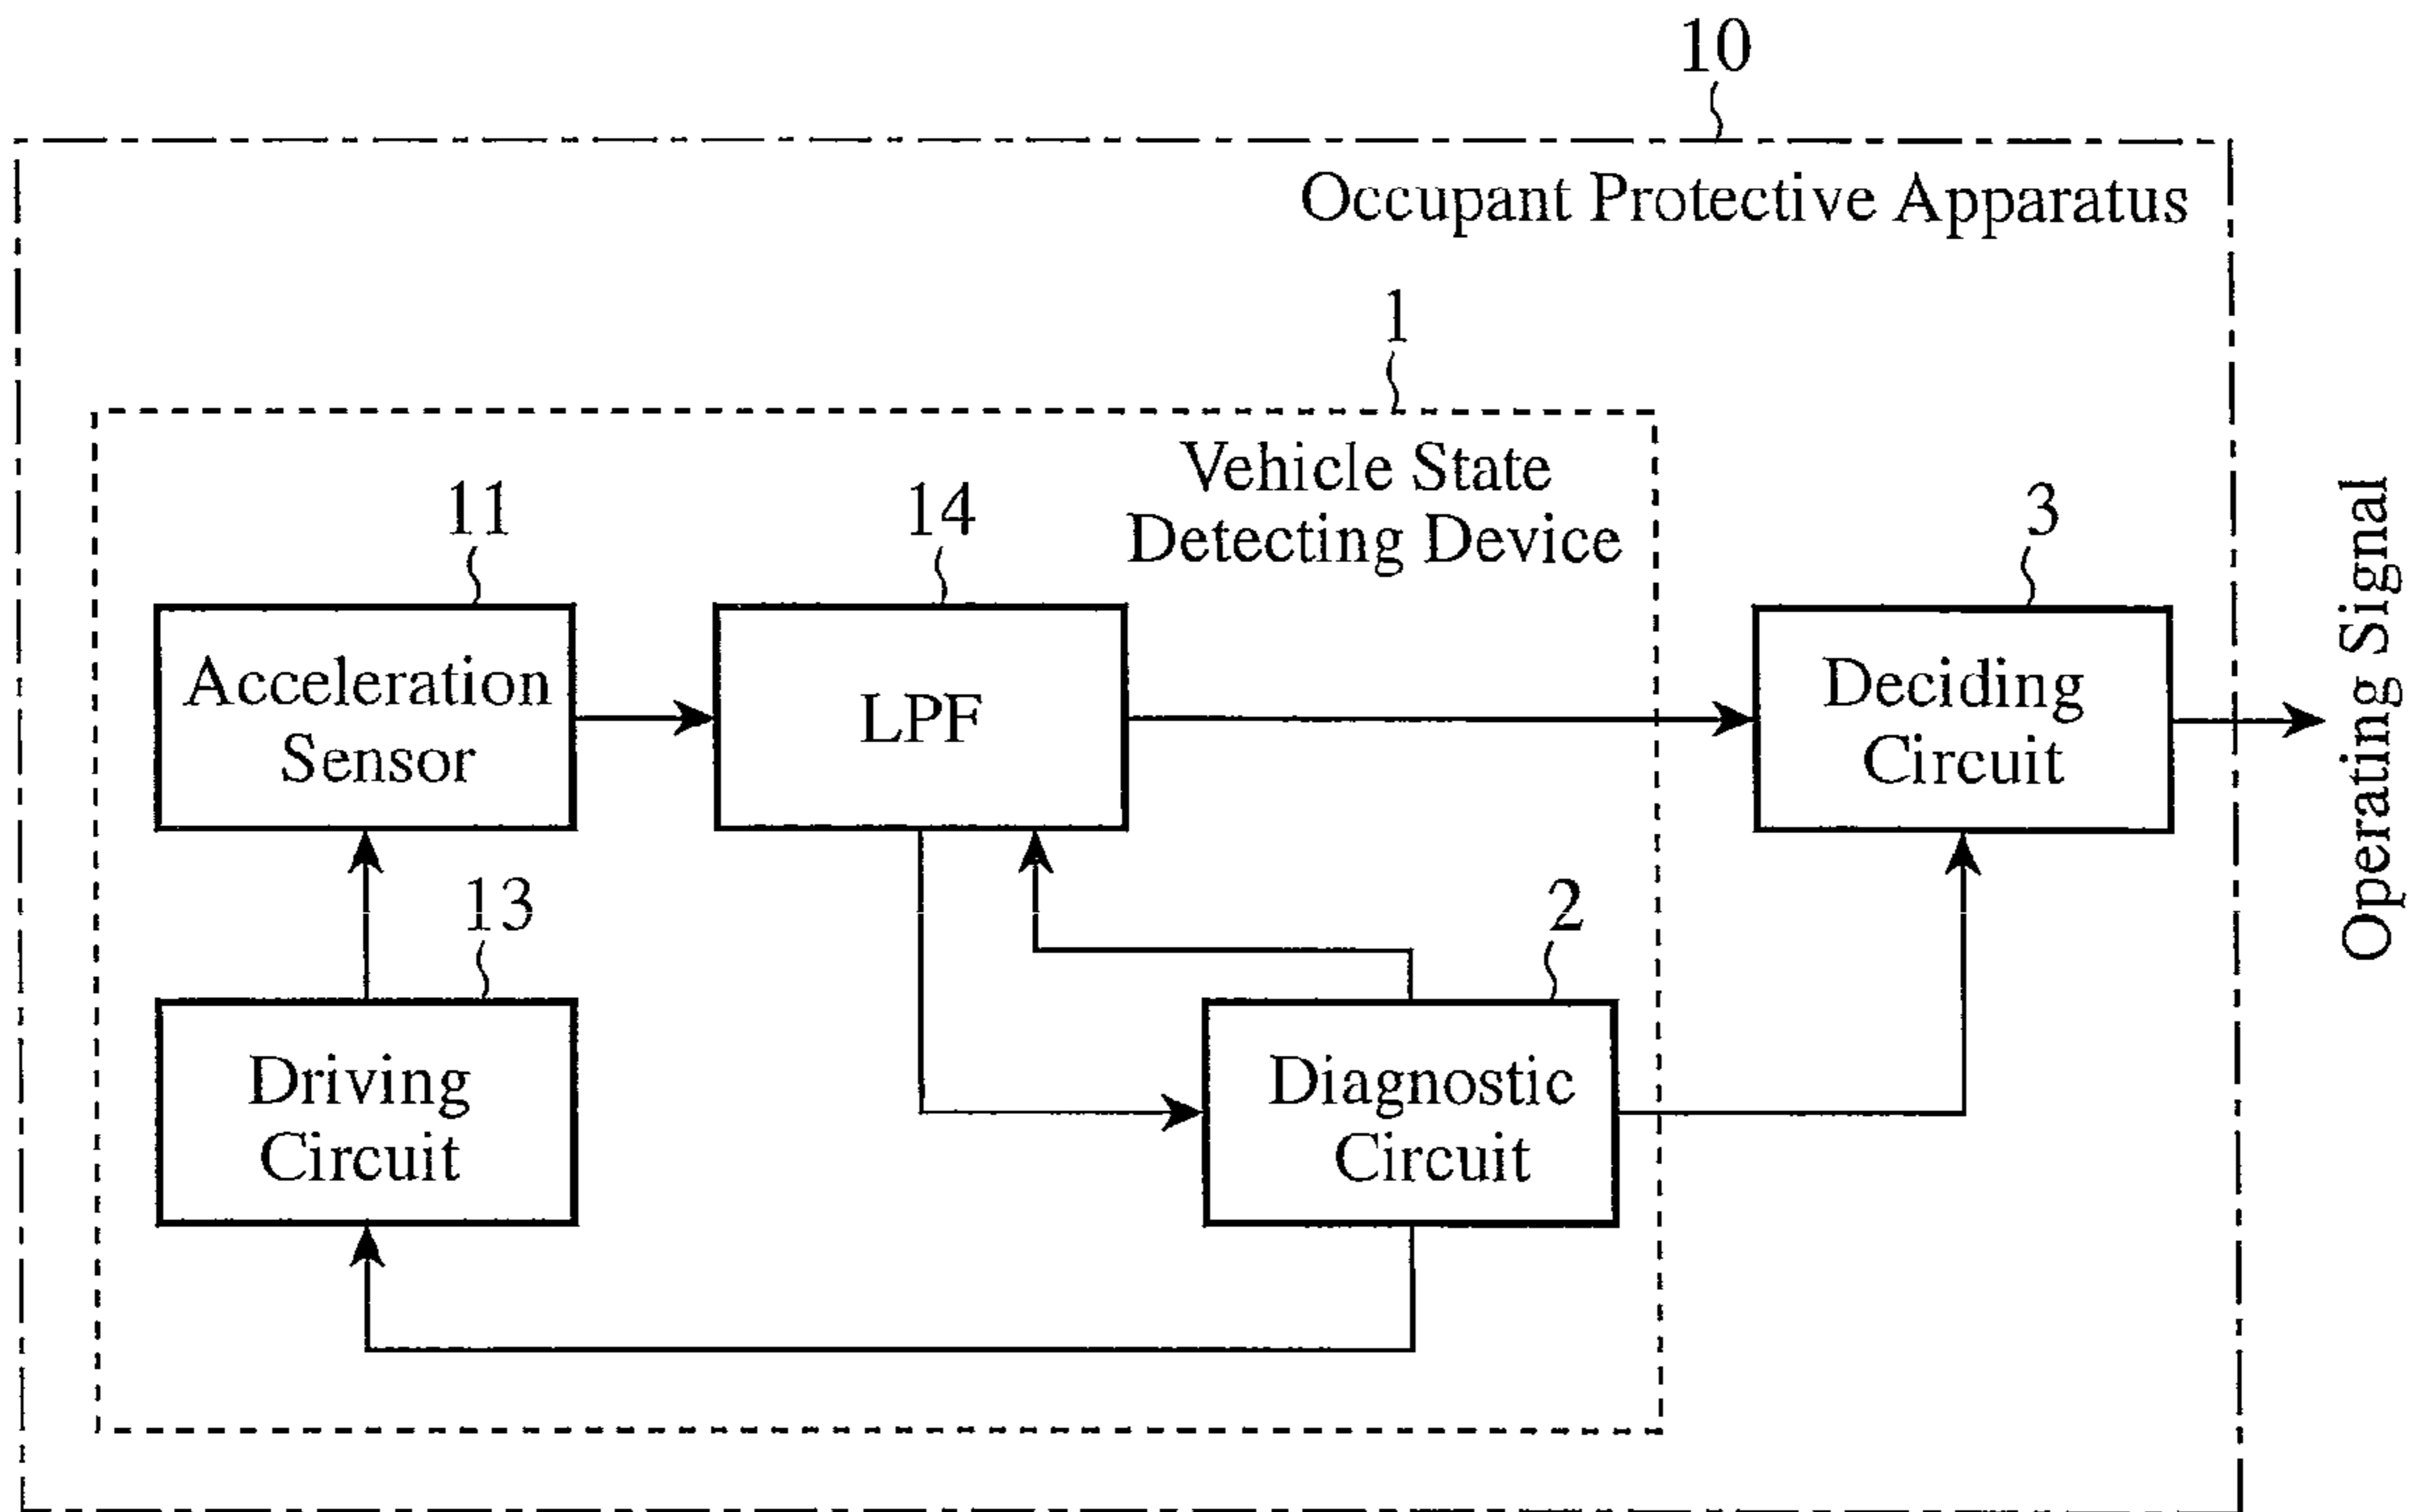 10
Occupant Protective Apparatus
1
Vehicle State
Detecting Device
11
14
3
Acceleration
Sensor
LPF
Deciding
Circuit
Operating Signal
13
2
Driving
Circuit
Diagnostic
Circuit